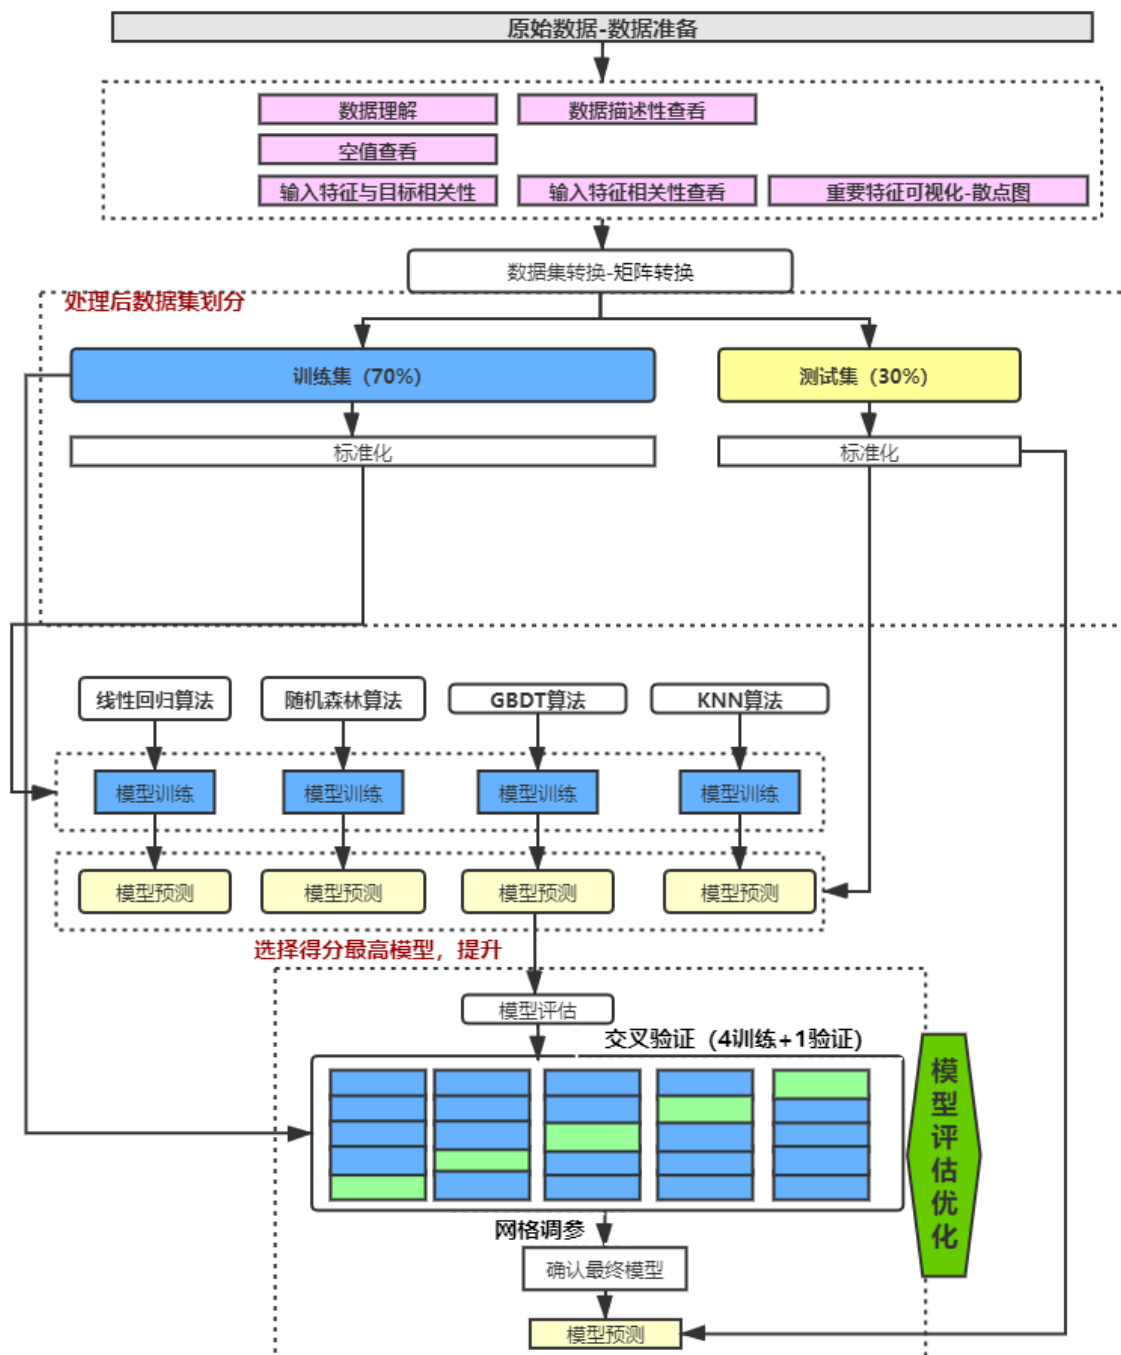 原始数据-数据准备
数据理解
数据描述性查看
空值查看
输入特征与目标相关性
输入特征相关性查看
重要特征可视化-散点图
数据集转换-矩阵转换
处理后数据集划分
训练集（70%）
测试集（30%）
标准化
标准化
线性回归算法
随机森林算法
GBDT算法
KNN算法
模型训练
模型训练
模型训练
模型训练
模型预测
模型预测
模型预测
模型预测
选择得分最高模型，提升
模型评估
交叉验证（4训练+1验证）
模型评估优化
网格调参
确认最终模型
模型预测